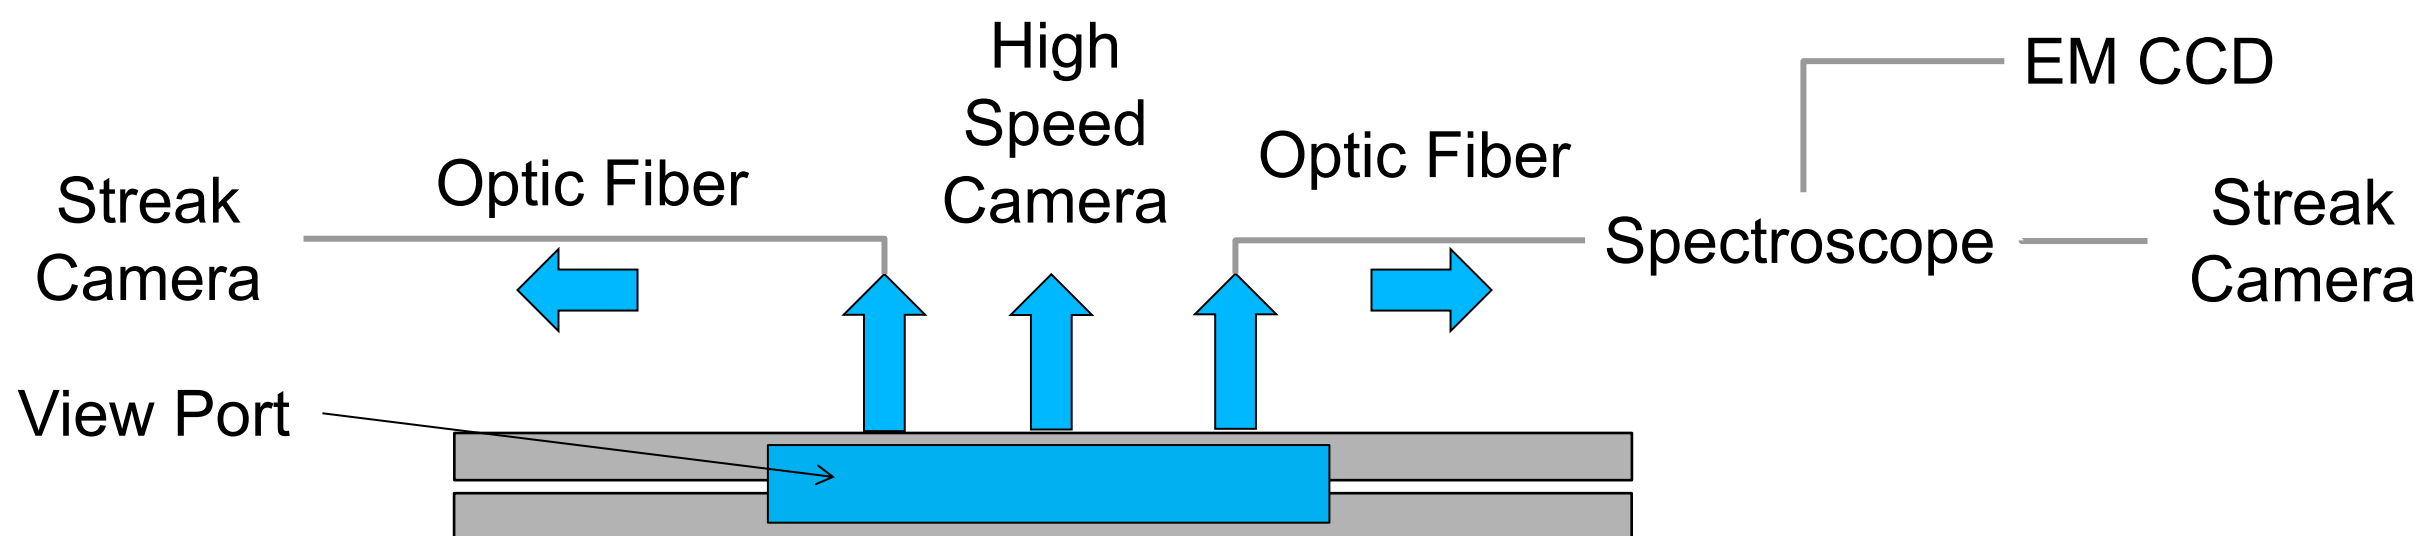 High
Speed
Camera
EM CCD
Optic Fiber
Optic Fiber
Streak
Camera
Spectroscope
Streak
Camera
View Port